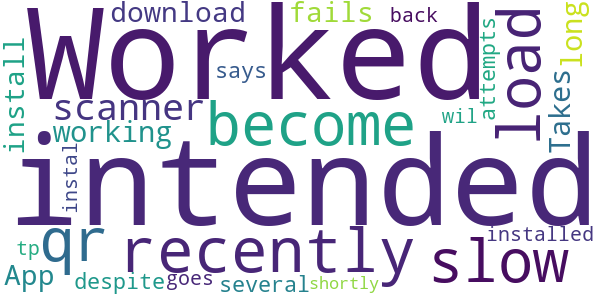 download
fails
back
Worked
says
load
attempts
long
install
scanner
working
become
wil
Takes
intended
instal
qr
recently
slow
installed
tp
App
despite
goes
several
shortly